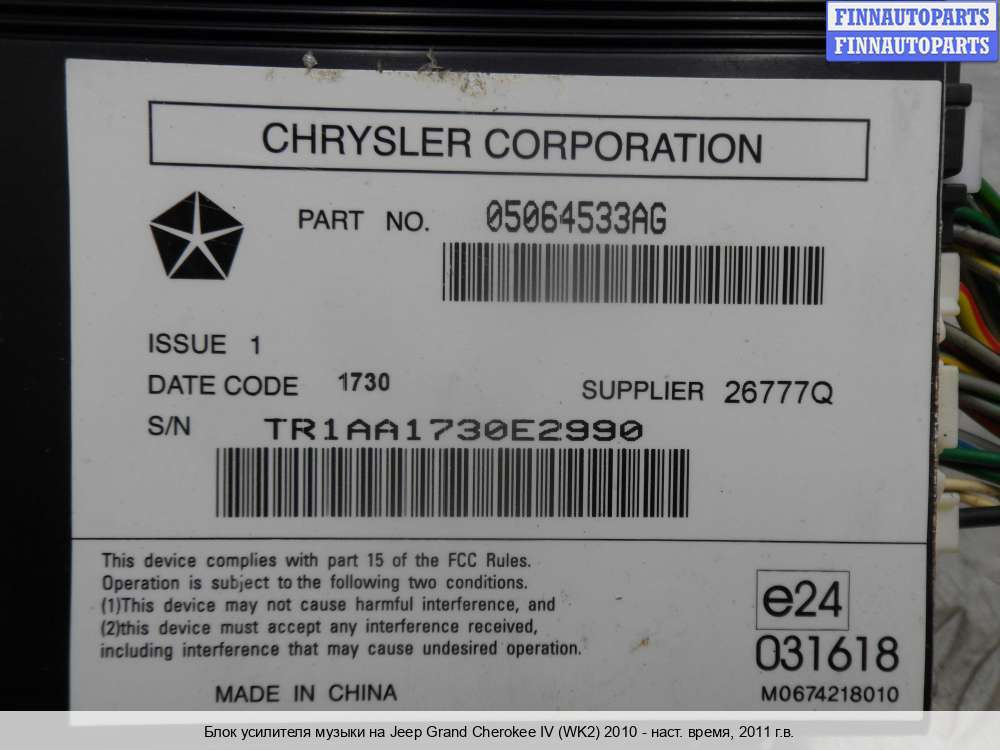 FINNAUTOPARTS
FINNAUTOPARTS
CHRYSLER CORPORATION
PART NO. 05064533AG
ISSUE 1
DATE CODE 1730
SUPPLIER 26777Q
S/N TR1AA1730E2990
This device complies with part 15 of the FCC Rules.
Operation is subject to the following two conditions.
(1)This device may not cause harmful interference, and
(2)this device must accept any interference received,
including interference that may cause undesired operation.
e24
031618
MADE IN CHINA
M0674218010
Блок усилителя музыки на Jeep Grand Cherokee IV (WK2) 2010 - наст. время, 2011 г.в.